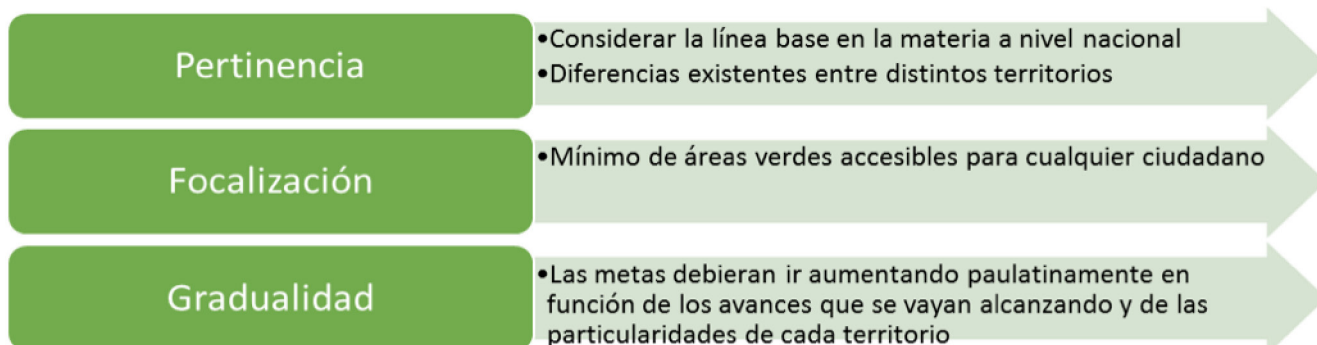 Pertinencia
•Considerar la línea base en la materia a nivel nacional
•Diferencias existentes entre distintos territorios
Focalización
•Mínimo de áreas verdes accesibles para cualquier ciudadano
Gradualidad
•Las metas debieran ir aumentando paulatinamente en
función de los avances que se vayan alcanzando y de las
particularidades de cada territorio